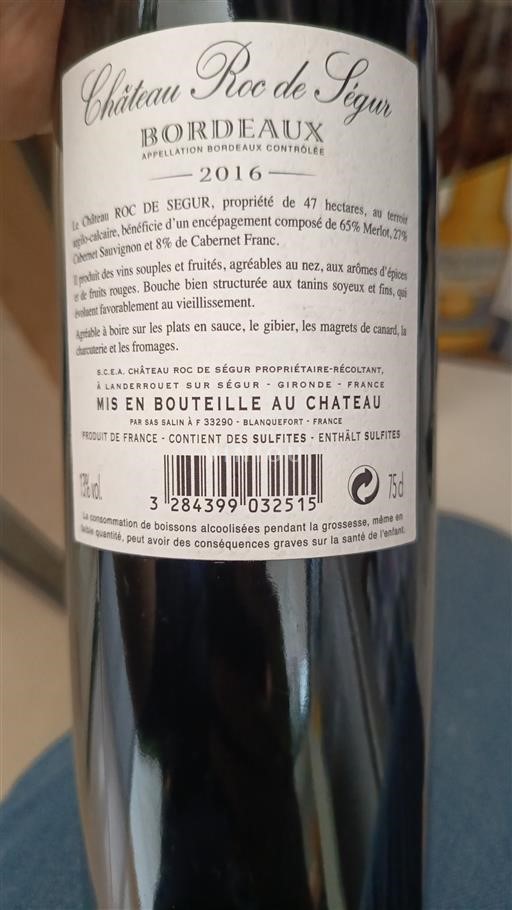 Château Roc de Ségur
BORDEAUX
APPELLATION BORDEAUX CONTRÔLÉE
2016
Le Château ROC DE SEGUR, propriété de 47 hectares, au terroir
argilo-calcaire, bénéficie d'un encépagement composé de 65% Merlot, 27%
Cabernet Sauvignon et 8% de Cabernet Franc.
Il produit des vins souples et fruités, agréables au nez, aux arômes d'épices
et de fruits rouges. Bouche bien structurée aux tanins soyeux et fins, qui
évoluent favorablement au vieillissement.
Agréable à boire sur les plats en sauce, le gibier, les magrets de canard, la
charcuterie et les fromages.
S.C.E.A. CHÂTEAU ROC DE SÉGUR PROPRIÉTAIRE-RÉCOLTANT,
À LANDERROUET SUR SÉGUR - GIRONDE - FRANCE
MIS EN BOUTEILLE AU CHATEAU
PAR SAS SALIN À F 33290 - BLANQUEFORT - FRANCE
PRODUIT DE FRANCE - CONTIENT DES SULFITES - ENTHÄLT SULFITES
13% vol.
3 284399 032515
75cl
La consommation de boissons alcoolisées pendant la grossesse, même en
faible quantité, peut avoir des conséquences graves sur la santé de l'enfant.